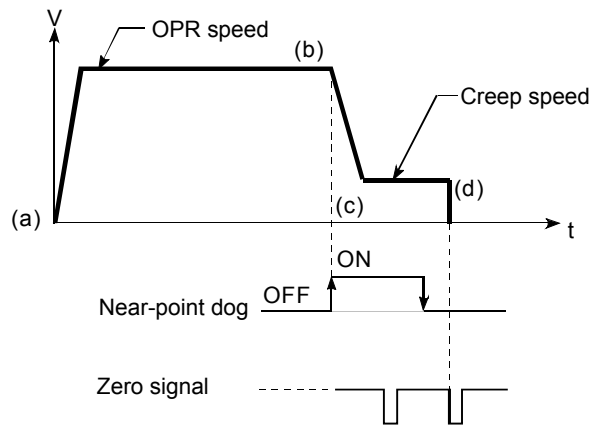 V
OPR speed
(b)
Creep speed
(d)
(a)
(c)
t
ON
OFF
Near-point dog
Zero signal